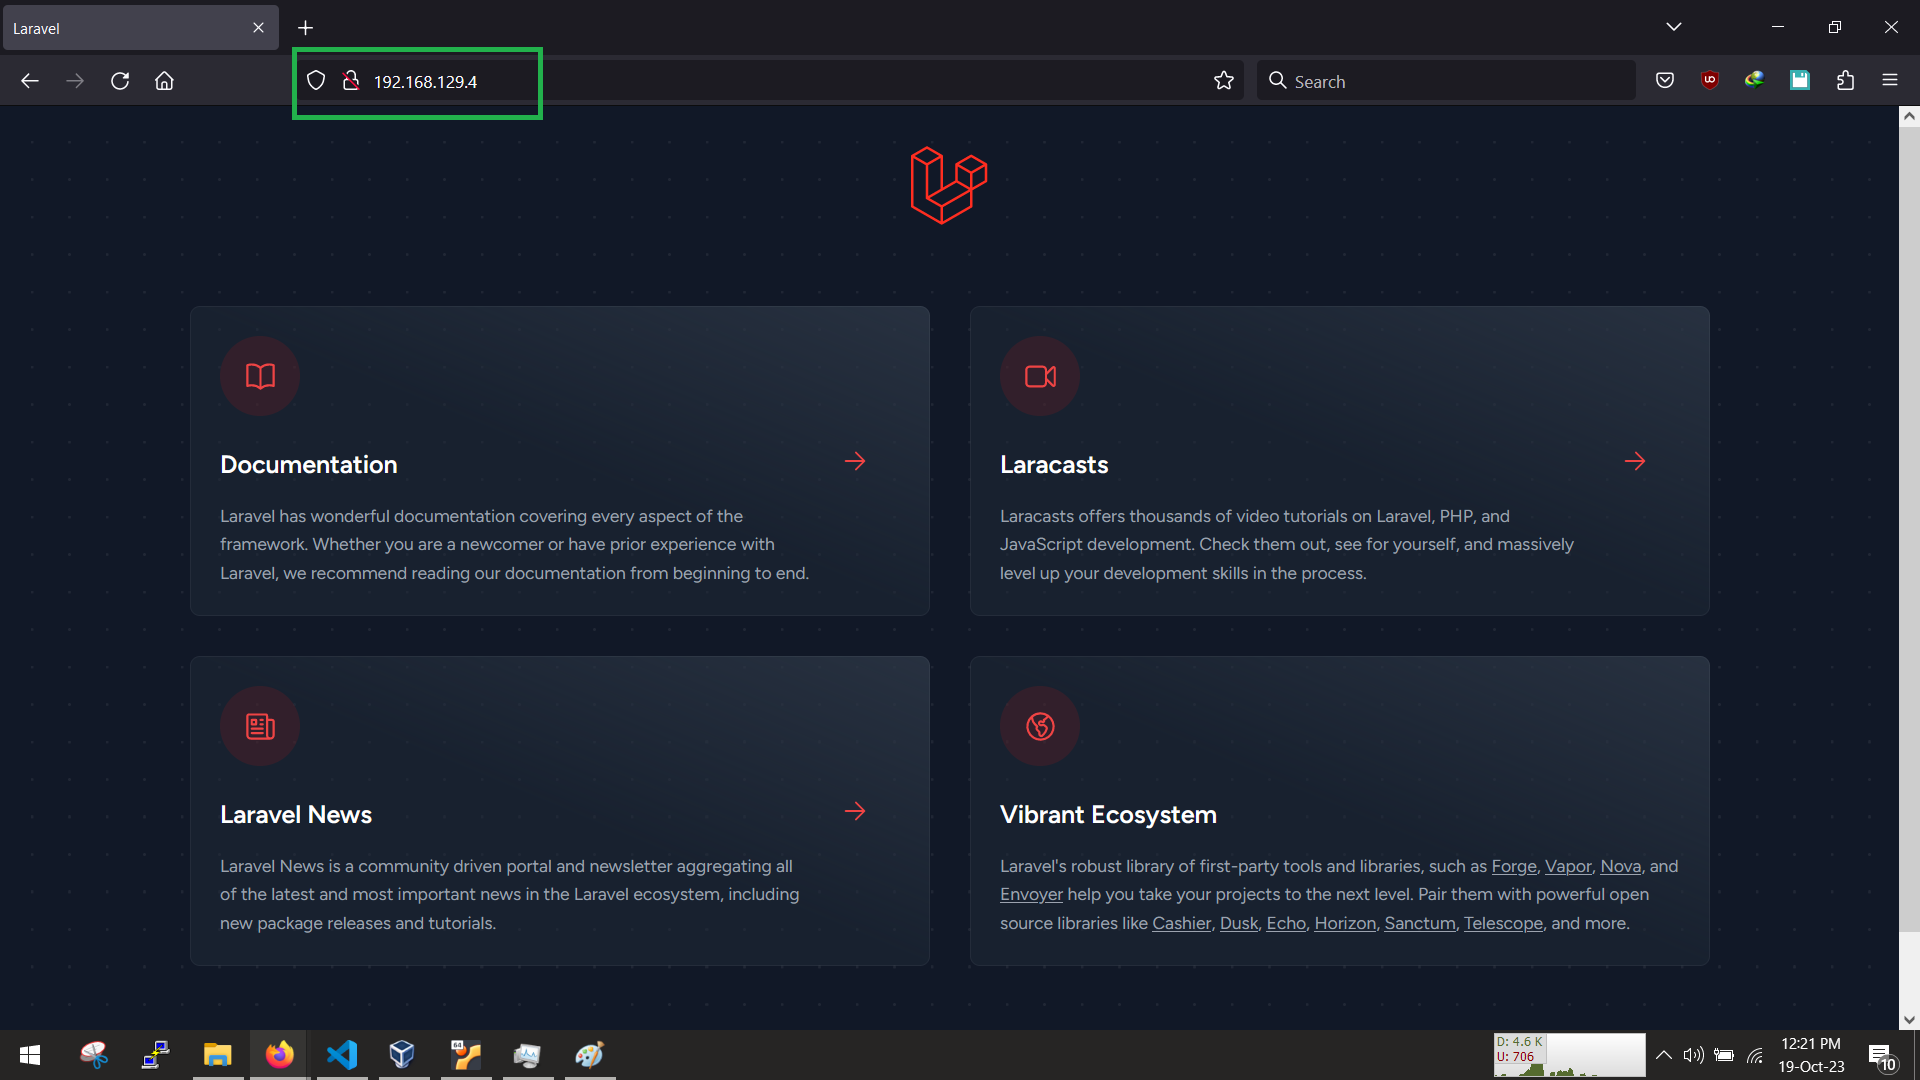 Laravel
192.168.129.4
Search
Documentation
Laravel has wonderful documentation covering every aspect of the
framework. Whether you are a newcomer or have prior experience with
Laravel, we recommend reading our documentation from beginning to end.
Laracasts
Laracasts offers thousands of video tutorials on Laravel, PHP, and
JavaScript development. Check them out, see for yourself, and massively
level up your development skills in the process.
Laravel News
Laravel News is a community driven portal and newsletter aggregating all
of the latest and most important news in the Laravel ecosystem, including
new package releases and tutorials.
Vibrant Ecosystem
Laravel's robust library of first-party tools and libraries, such as Forge, Vapor, Nova, and
Envoyer help you take your projects to the next level. Pair them with powerful open
source libraries like Cashier, Dusk, Echo, Horizon, Sanctum, Telescope, and more.
64
D: 4.6 K
U: 706
12:21 PM
19-Oct-23
10